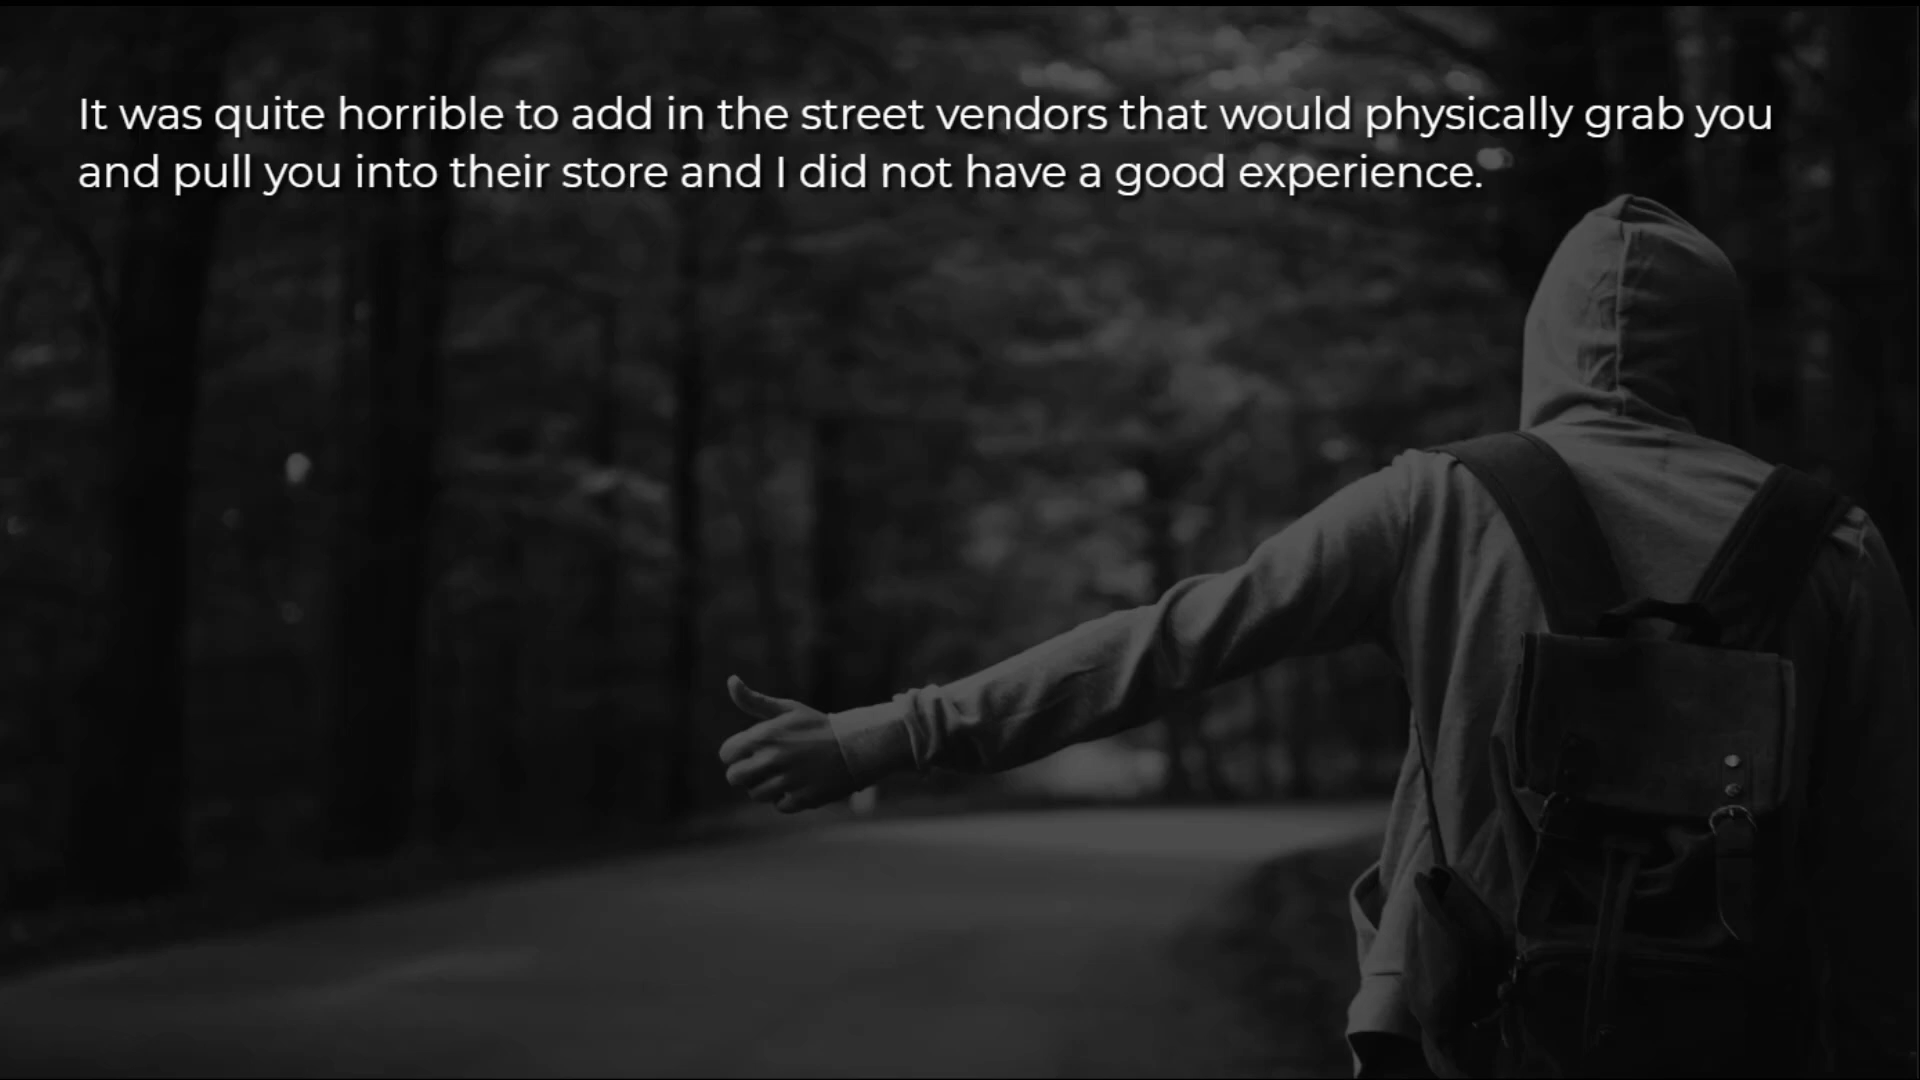 It was quite horrible to add in the street vendors that would physically grab you
and pull you into their store and I did not have a good experience.